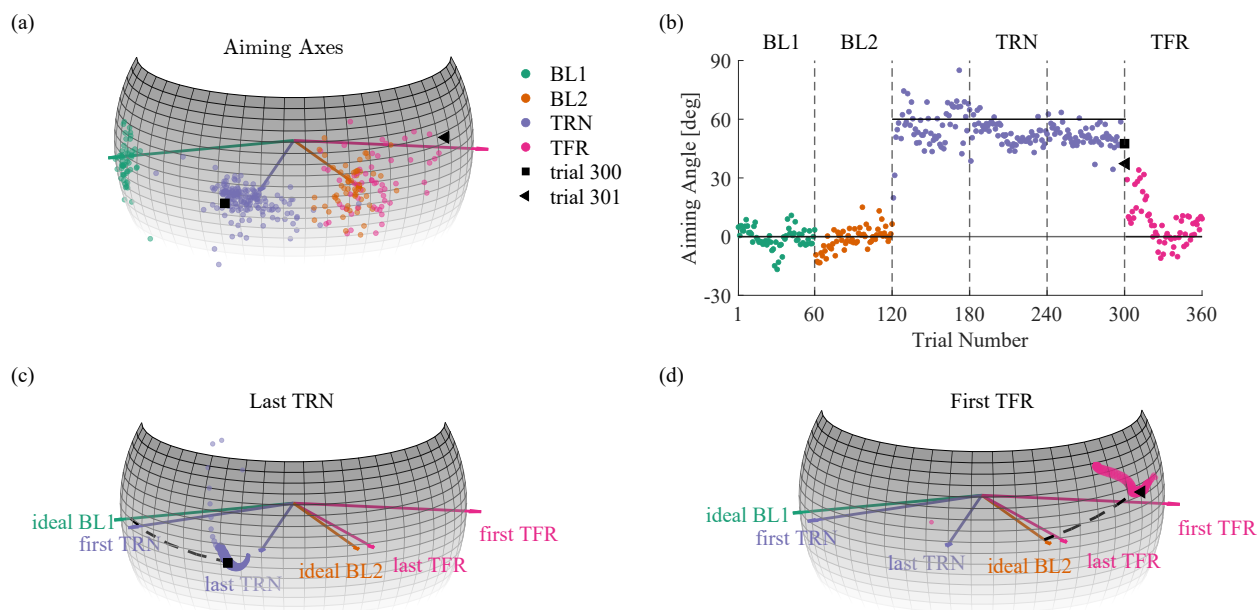 (a)
Aiming Axes
BL1
BL2
TRN
TFR
trial 300
trial 301
(b)
BL1 BL2 TRN TFR
90
60
30
0
-30
Aiming Angle [deg]
1 60 120 180 240 300 360
Trial Number
(c)
Last TRN
ideal BL1
first TRN
last TRN
ideal BL2
last TFR
first TFR
(d)
First TFR
ideal BL1
first TRN
last TRN
ideal BL2
last TFR
first TFR